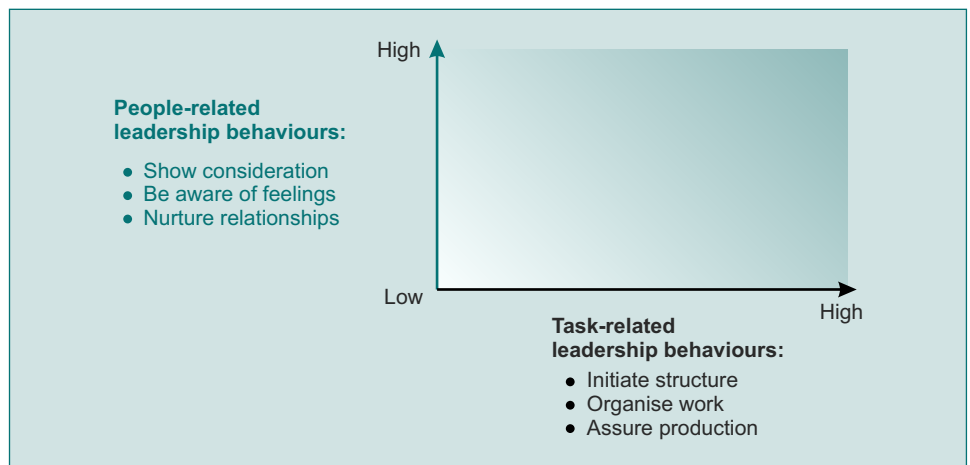 High
People-related
leadership behaviours:
• Show consideration
• Be aware of feelings
• Nurture relationships
Low
High
Task-related
leadership behaviours:
• Initiate structure
• Organise work
• Assure production